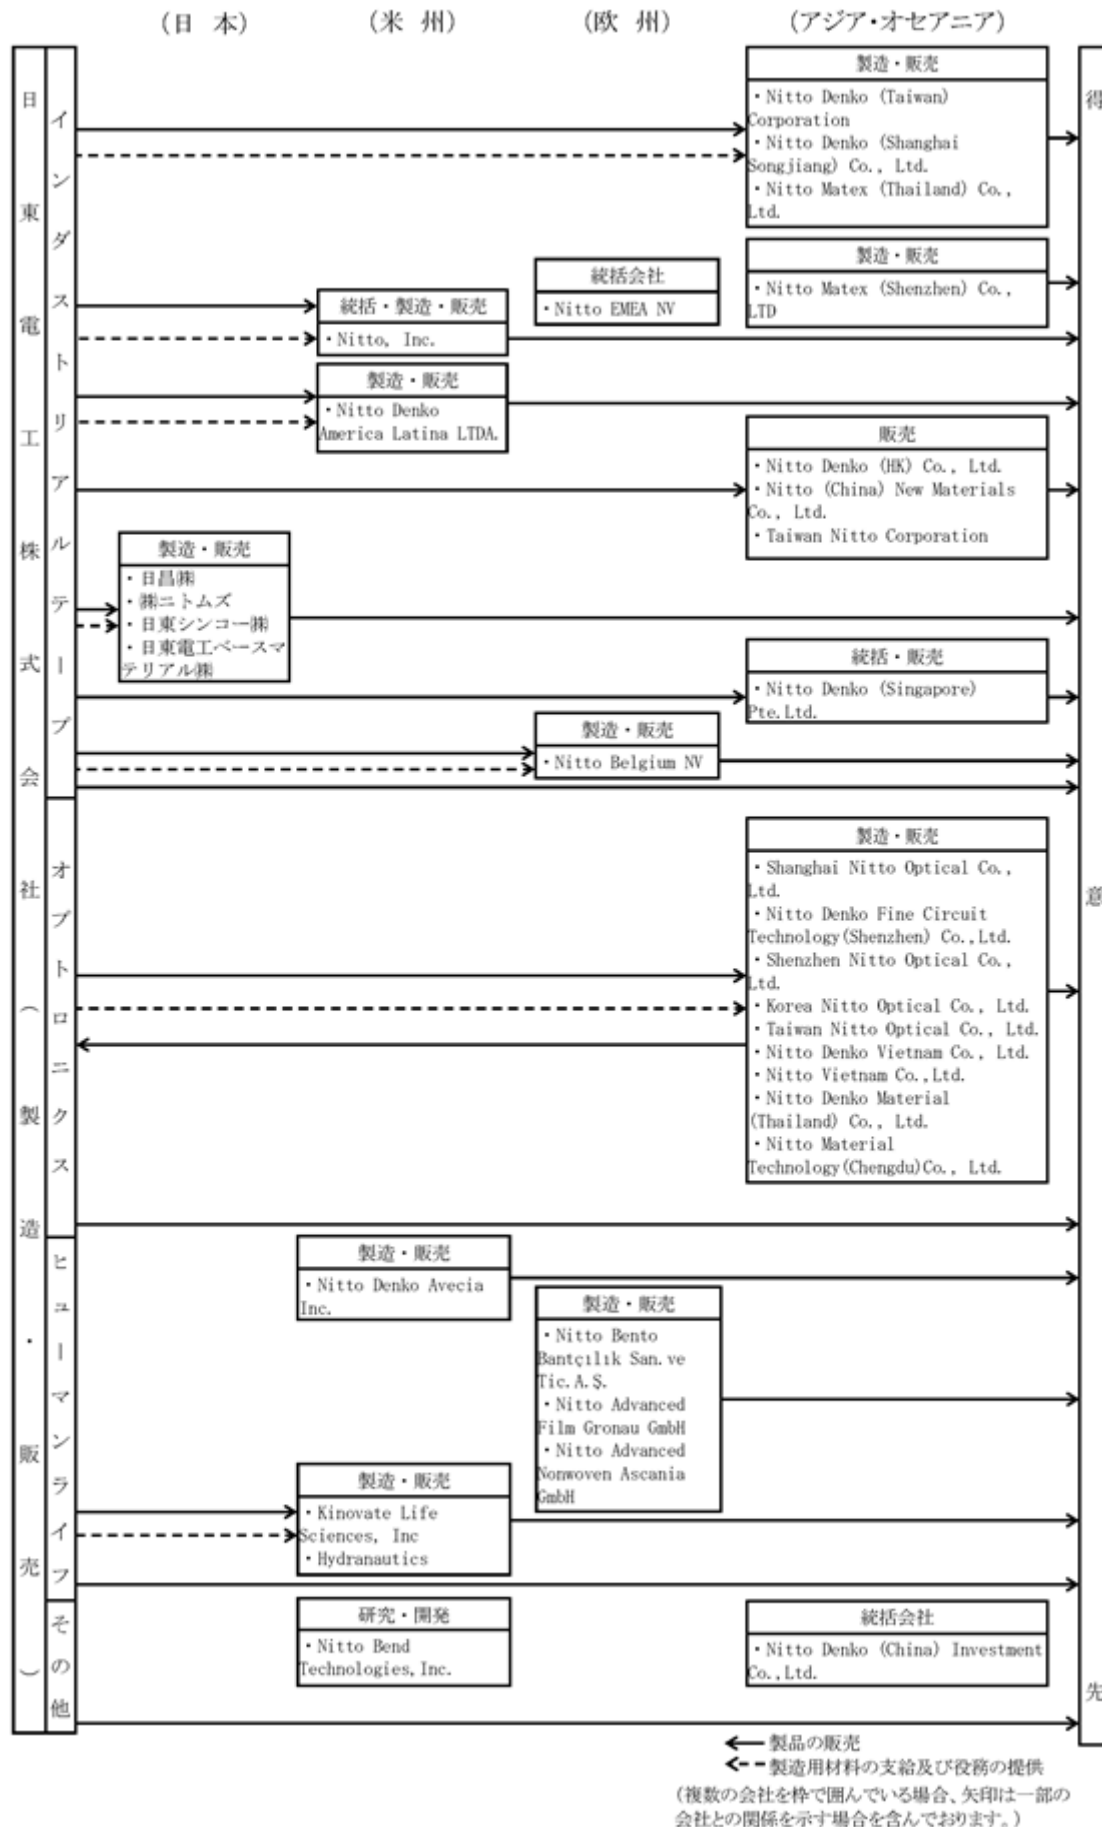 (日 本)
(米 州)
(欧 州)
(アジア・オセアニア)
日東電工株式会社(製造・販売)
インダストリアルテープ
製造・販売
・Nitto Denko (Taiwan)
Corporation
・Nitto Denko (Shanghai
Songjiang) Co., Ltd.
・Nitto Matex (Thailand) Co.,
Ltd.
得意先
製造・販売
・Nitto Matex (Shenzhen) Co.,
LTD
統括会社
・Nitto EMEA NV
統括・製造・販売
・Nitto, Inc.
製造・販売
・Nitto Denko
America Latina LTDA.
販売
・Nitto Denko (HK) Co., Ltd.
・Nitto (China) New Materials
Co., Ltd.
・Taiwan Nitto Corporation
製造・販売
・日昌㈱
・㈱ニトムズ
・日東シンコー㈱
・日東電工ベースマ
テリアル㈱
統括・販売
・Nitto Denko (Singapore)
Pte.Ltd.
製造・販売
・Nitto Belgium NV
オプトロニクス
製造・販売
・Shanghai Nitto Optical Co.,
Ltd.
・Nitto Denko Fine Circuit
Technology(Shenzhen) Co.,Ltd.
・Shenzhen Nitto Optical Co.,
Ltd.
・Korea Nitto Optical Co., Ltd.
・Taiwan Nitto Optical Co., Ltd.
・Nitto Denko Vietnam Co., Ltd.
・Nitto Vietnam Co.,Ltd.
・Nitto Denko Material
(Thailand) Co., Ltd.
・Nitto Material
Technology(Chengdu)Co., Ltd.
ヒューマンライフ
製造・販売
・Nitto Denko Avecia
Inc.
製造・販売
・Nitto Bento
Bantçılık San.ve
Tic.A.Ş.
・Nitto Advanced
Film Gronau GmbH
・Nitto Advanced
Nonwoven Ascania
GmbH
製造・販売
・Kinovate Life
Sciences, Inc
・Hydranautics
その他
研究・開発
・Nitto Bend
Technologies,Inc.
統括会社
・Nitto Denko (China) Investment
Co.,Ltd.
製品の販売
製造用材料の支給及び役務の提供
(複数の会社を枠で囲んでいる場合、矢印は一部の
会社との関係を示す場合を含んでおります。)